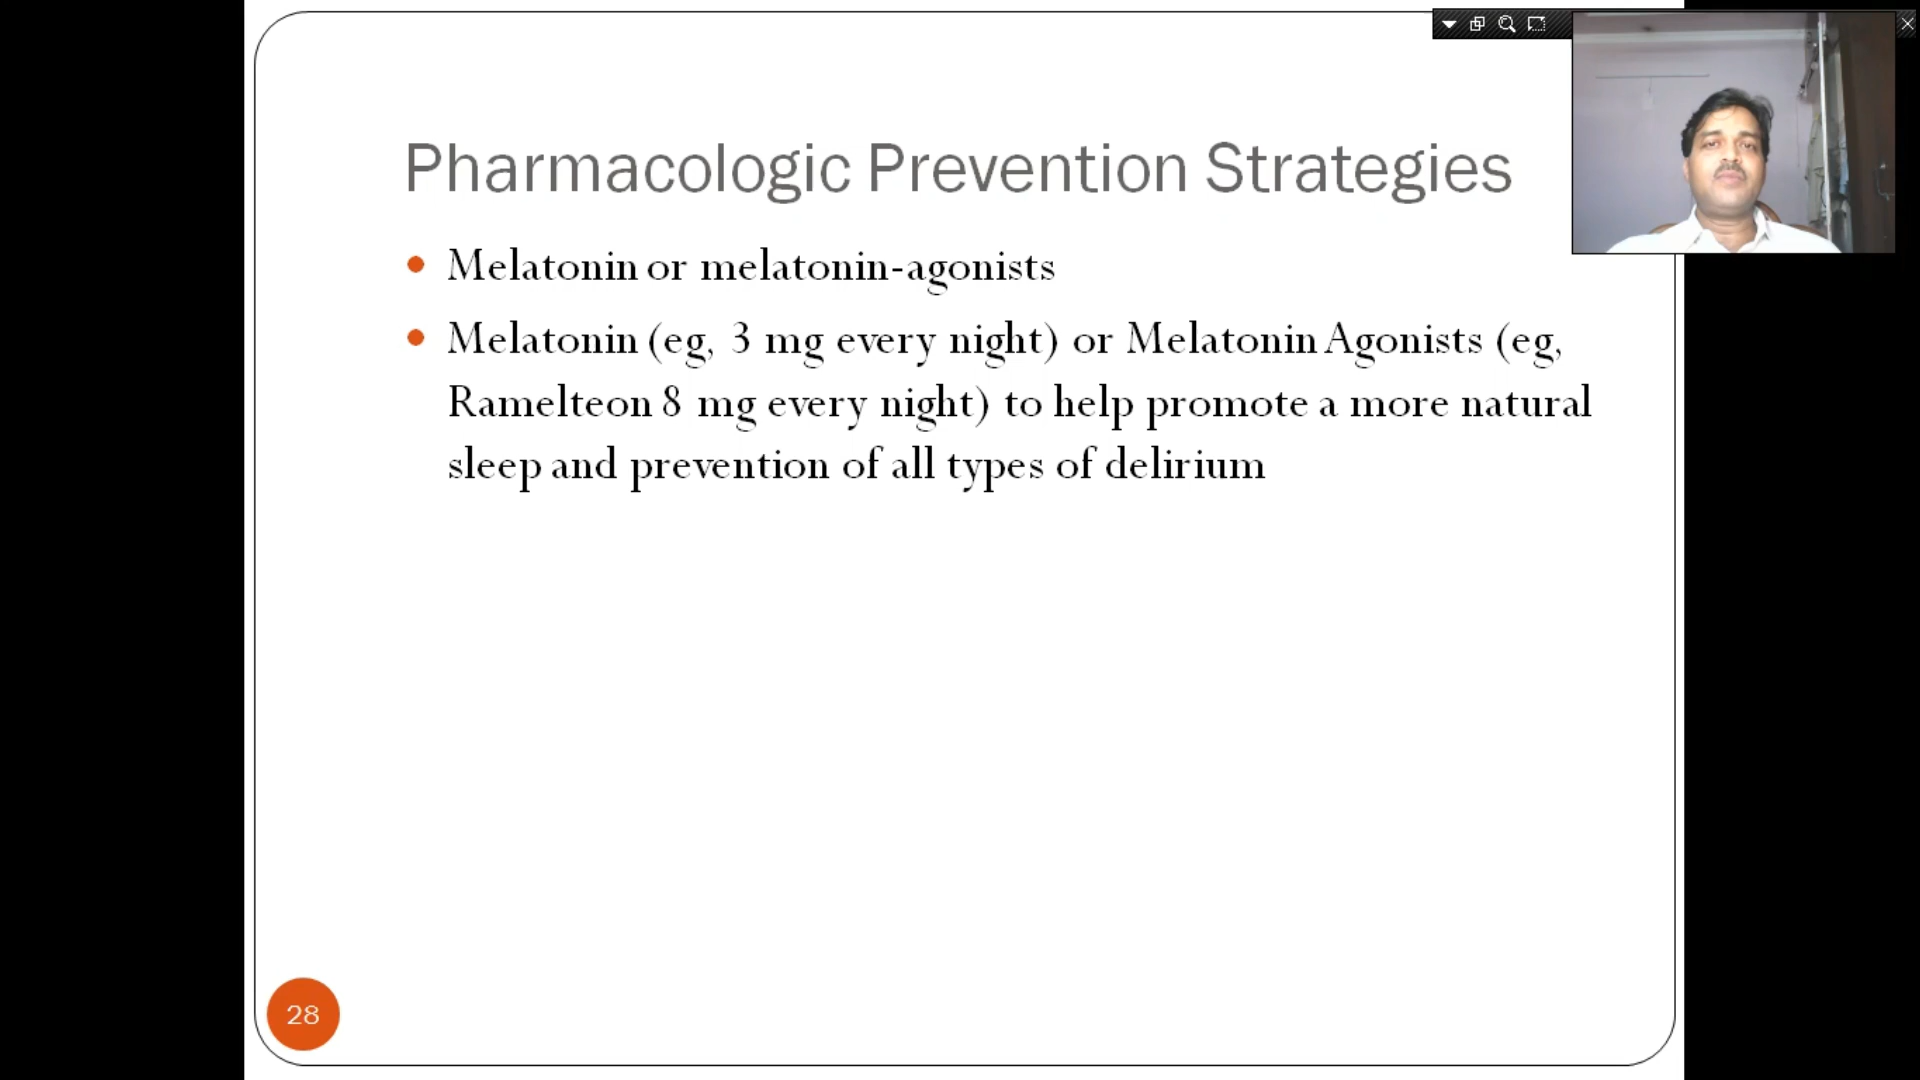 Pharmacologic Prevention Strategies
Melatonin or melatonin-agonists
Melatonin (eg, 3 mg every night) or Melatonin Agonists (eg,
Ramelteon 8 mg every night) to help promote a more natural
sleep and prevention of all types of delirium
28